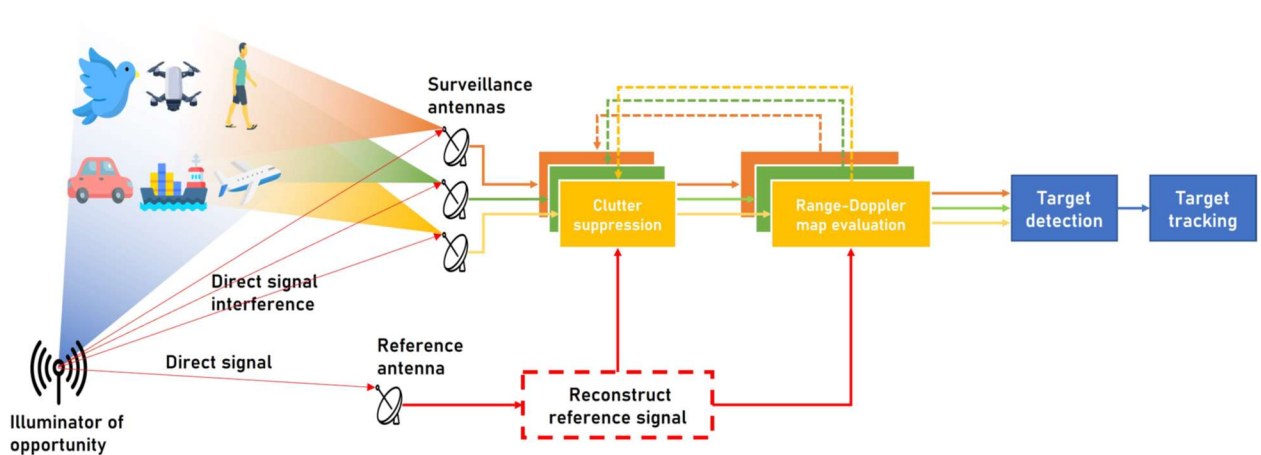 Surveillance
antennas
Clutter
suppression
Range-Doppler
map evaluation
Target
detection
Target
tracking
Direct signal
interference
Direct signal
Reference
antenna
Reconstruct
reference signal
Illuminator of
opportunity